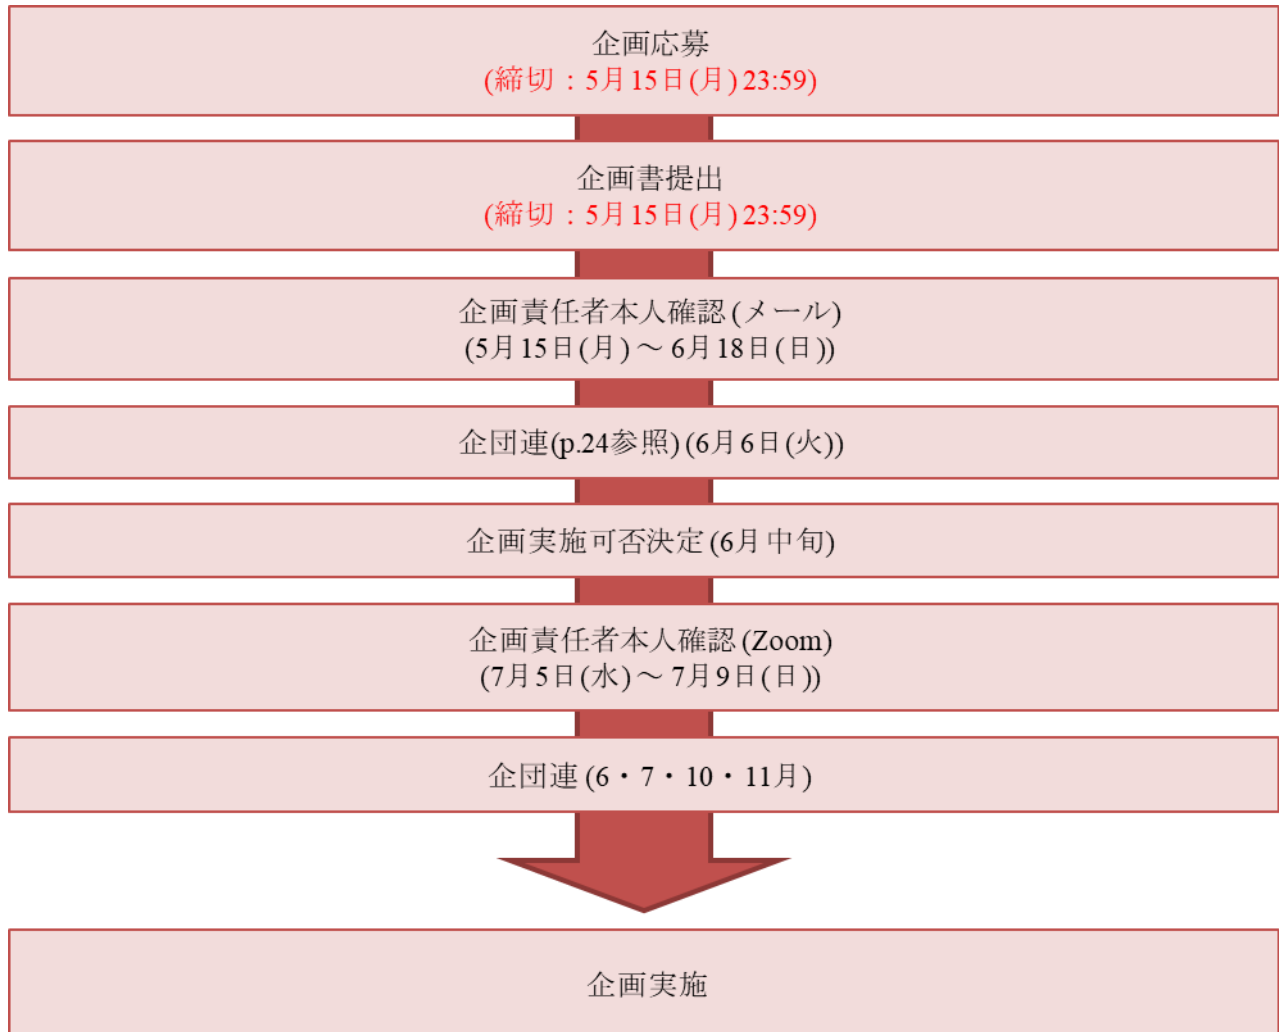 企画応募
(締切：5月15日(月) 23:59)
企画書提出
(締切：5月15日(月) 23:59)
企画責任者本人確認 (メール)
(5月15日(月) ～ 6月18日(日))
企団連(p.24参照) (6月6日(火))
企画実施可否決定 (6月中旬)
企画責任者本人確認 (Zoom)
(7月5日(水) ～ 7月9日(日))
企団連 (6・7・10・11月)
企画実施